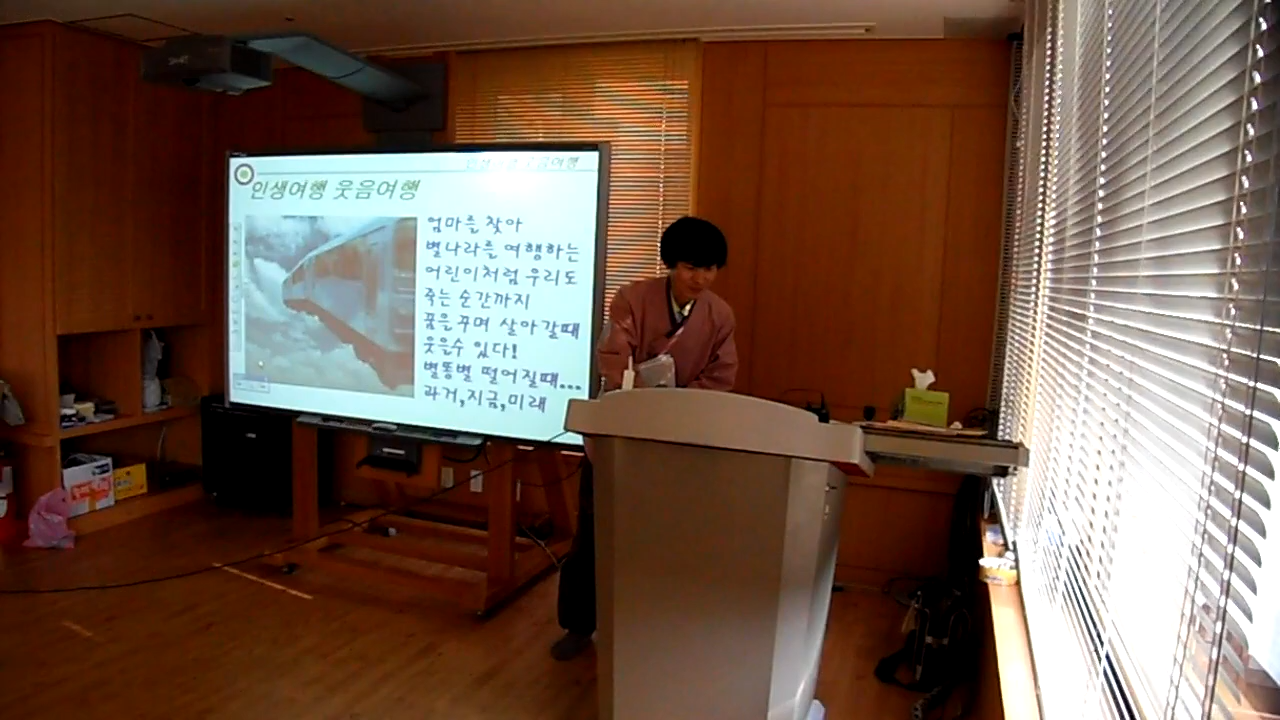 인생여행 웃음여행
엄마를 찾아
별나라를 여행하는
어린이처럼 우리도
죽는 순간까지
꿈을 꾸며 살아갈때
웃을수 있다!
별똥별 떨어질때...
과거,지금,미래